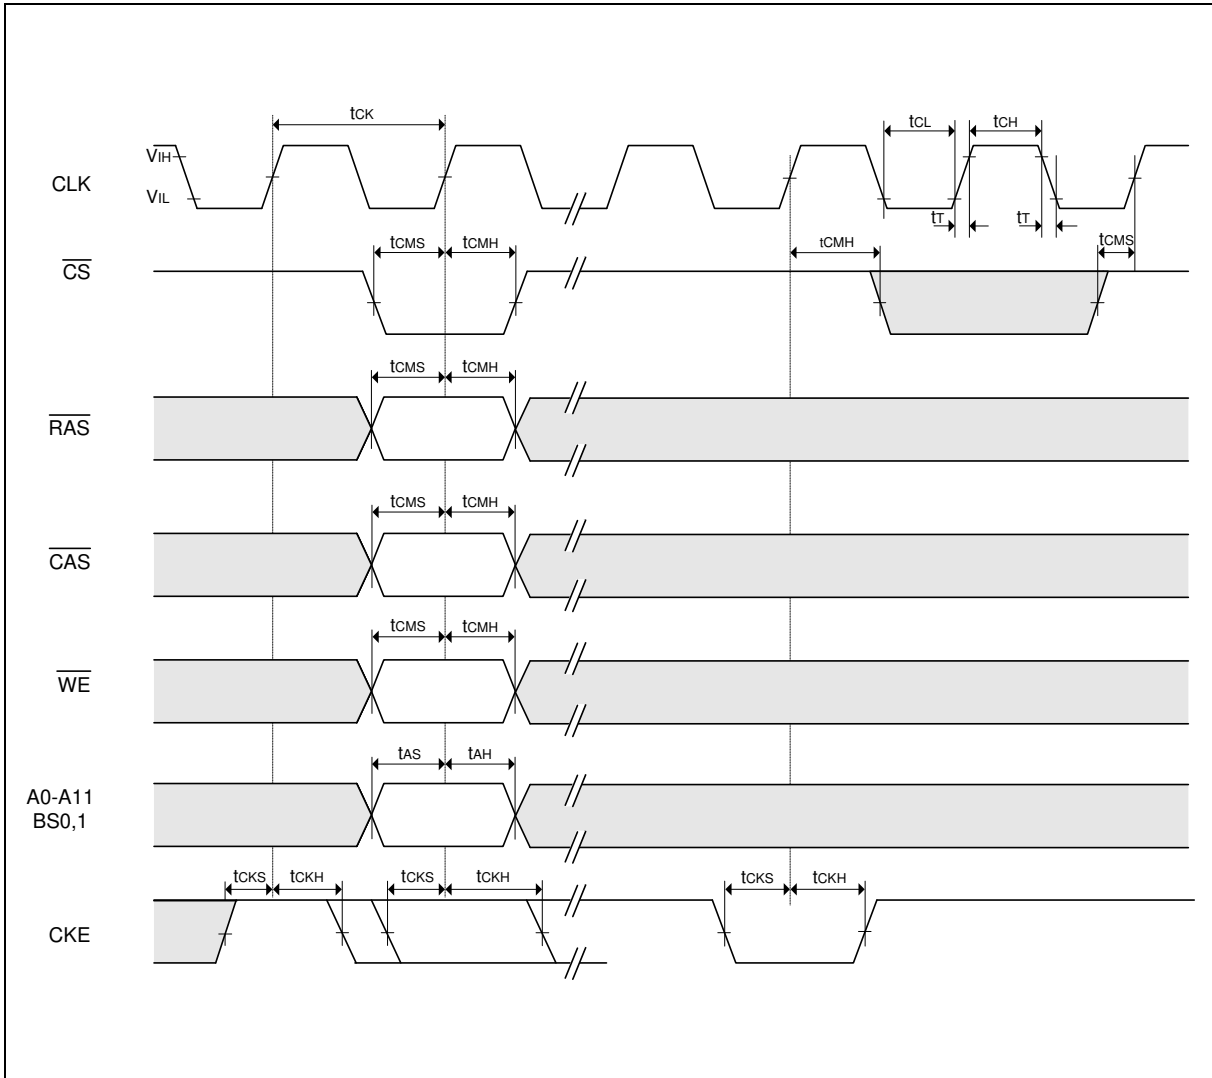 tCK
tCL tCH
VIH
CLK
VIL
tT tT
tCMS tCMH tCMH tCMS
CS
tCMS tCMH
RAS
tCMS tCMH
CAS
tCMS tCMH
WE
tAS tAH
A0-A11
BS0,1
tCKS tCKH tCKS tCKH tCKS tCKH
CKE